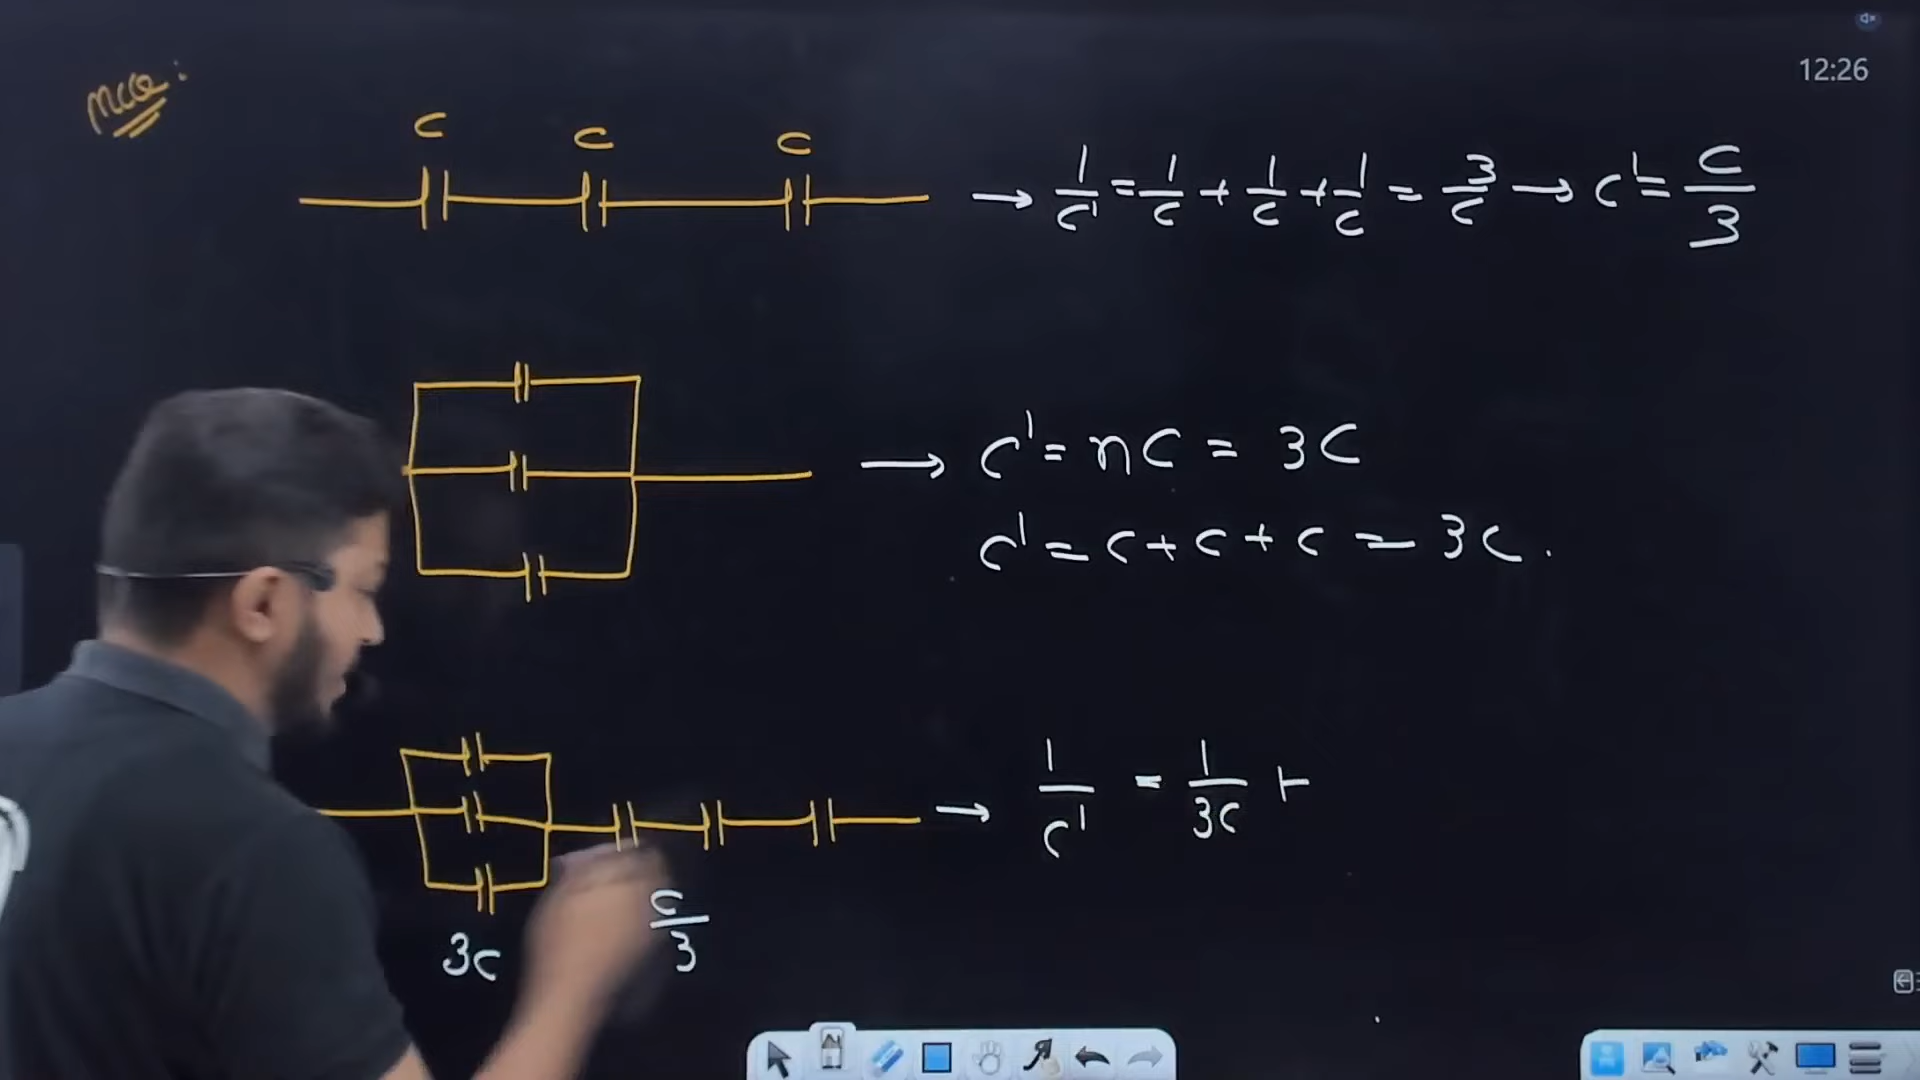 MCQ:
12:26
C C C
→ 1/C' = 1/C + 1/C + 1/C = 3/C → C' = C/3
→ C' = nC = 3C
C' = C + C + C = 3C.
→ 1/C' = 1/3C +
3C C/3